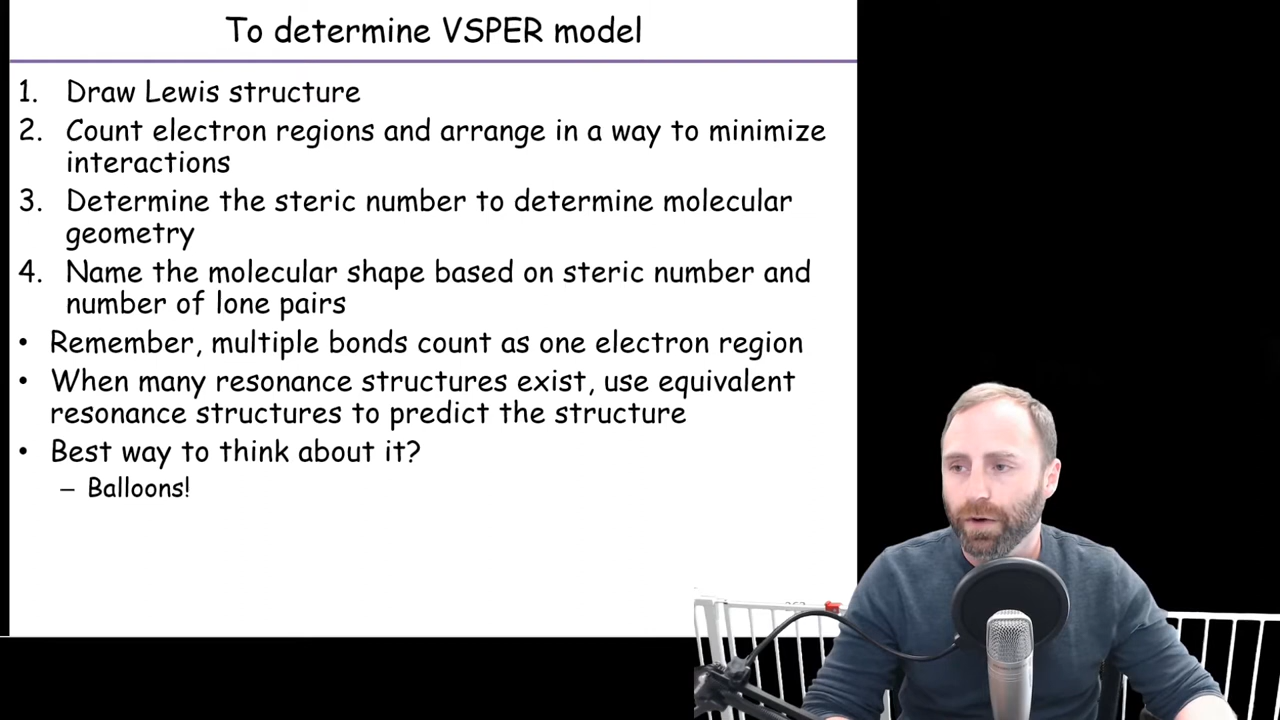 To determine VSPER model
1. Draw Lewis structure
2. Count electron regions and arrange in a way to minimize
interactions
3. Determine the steric number to determine molecular
geometry
4. Name the molecular shape based on steric number and
number of lone pairs
• Remember, multiple bonds count as one electron region
• When many resonance structures exist, use equivalent
resonance structures to predict the structure
• Best way to think about it?
– Balloons!